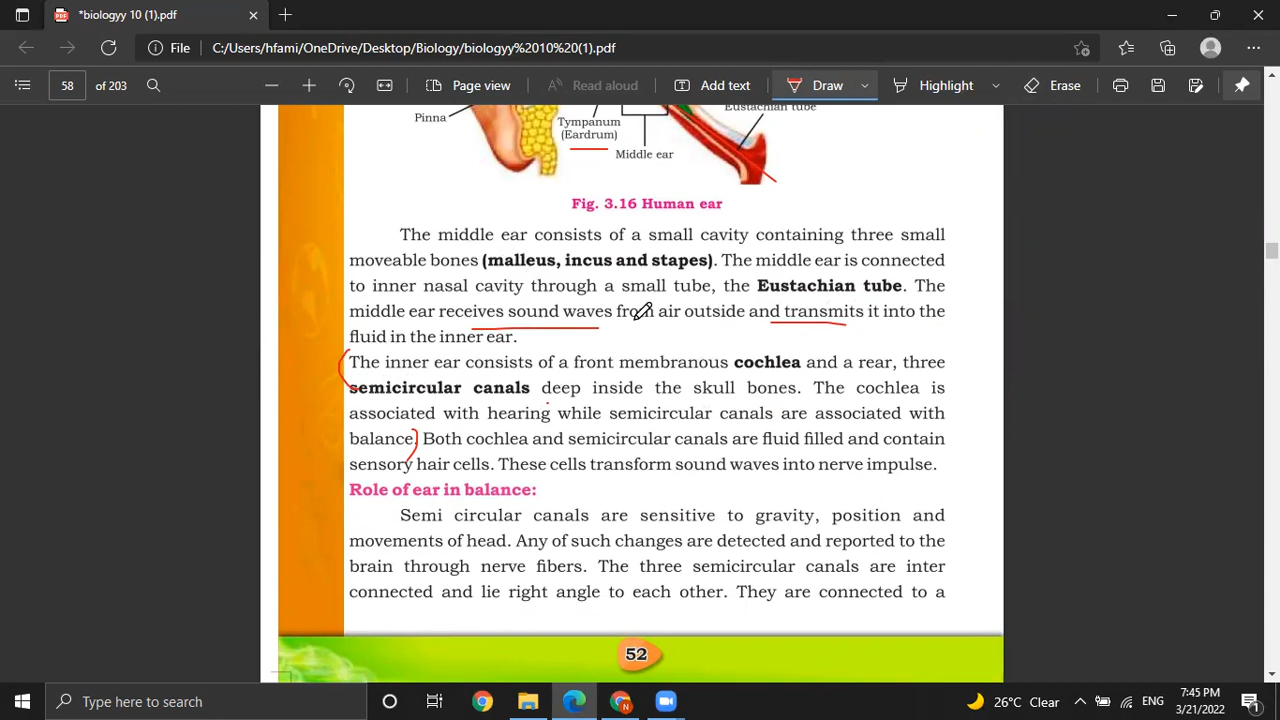 *biologyy 10 (1).pdf
File C:/Users/hfami/OneDrive/Desktop/Biology/biologyy%2010%20(1).pdf
58 of 203 Page view Read aloud Add text Draw Highlight Erase
Eustachian tube
Pinna
Tympanum
(Eardrum)
Middle ear
Fig. 3.16 Human ear
The middle ear consists of a small cavity containing three small
moveable bones (malleus, incus and stapes). The middle ear is connected
to inner nasal cavity through a small tube, the Eustachian tube. The
middle ear receives sound waves from air outside and transmits it into the
fluid in the inner ear.
The inner ear consists of a front membranous cochlea and a rear, three
semicircular canals deep inside the skull bones. The cochlea is
associated with hearing while semicircular canals are associated with
balance. Both cochlea and semicircular canals are fluid filled and contain
sensory hair cells. These cells transform sound waves into nerve impulse.
Role of ear in balance:
Semi circular canals are sensitive to gravity, position and
movements of head. Any of such changes are detected and reported to the
brain through nerve fibers. The three semicircular canals are inter
connected and lie right angle to each other. They are connected to a
52
Type here to search
26°C Clear
ENG
7:45 PM
3/21/2022